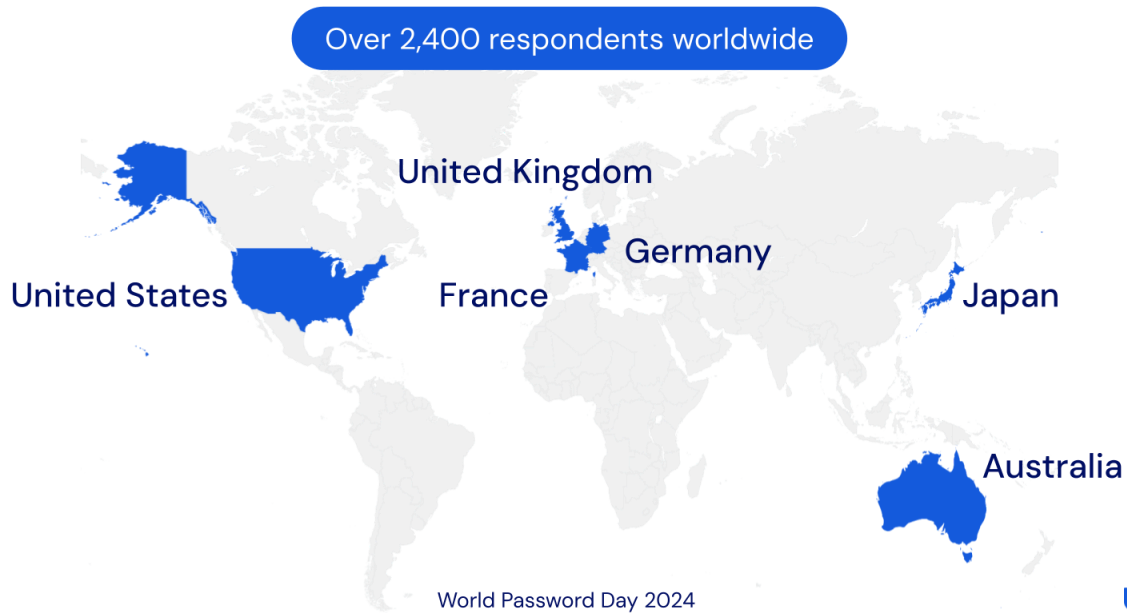 Over 2,400 respondents worldwide
United Kingdom
Germany
United States
France
Japan
Australia
World Password Day 2024